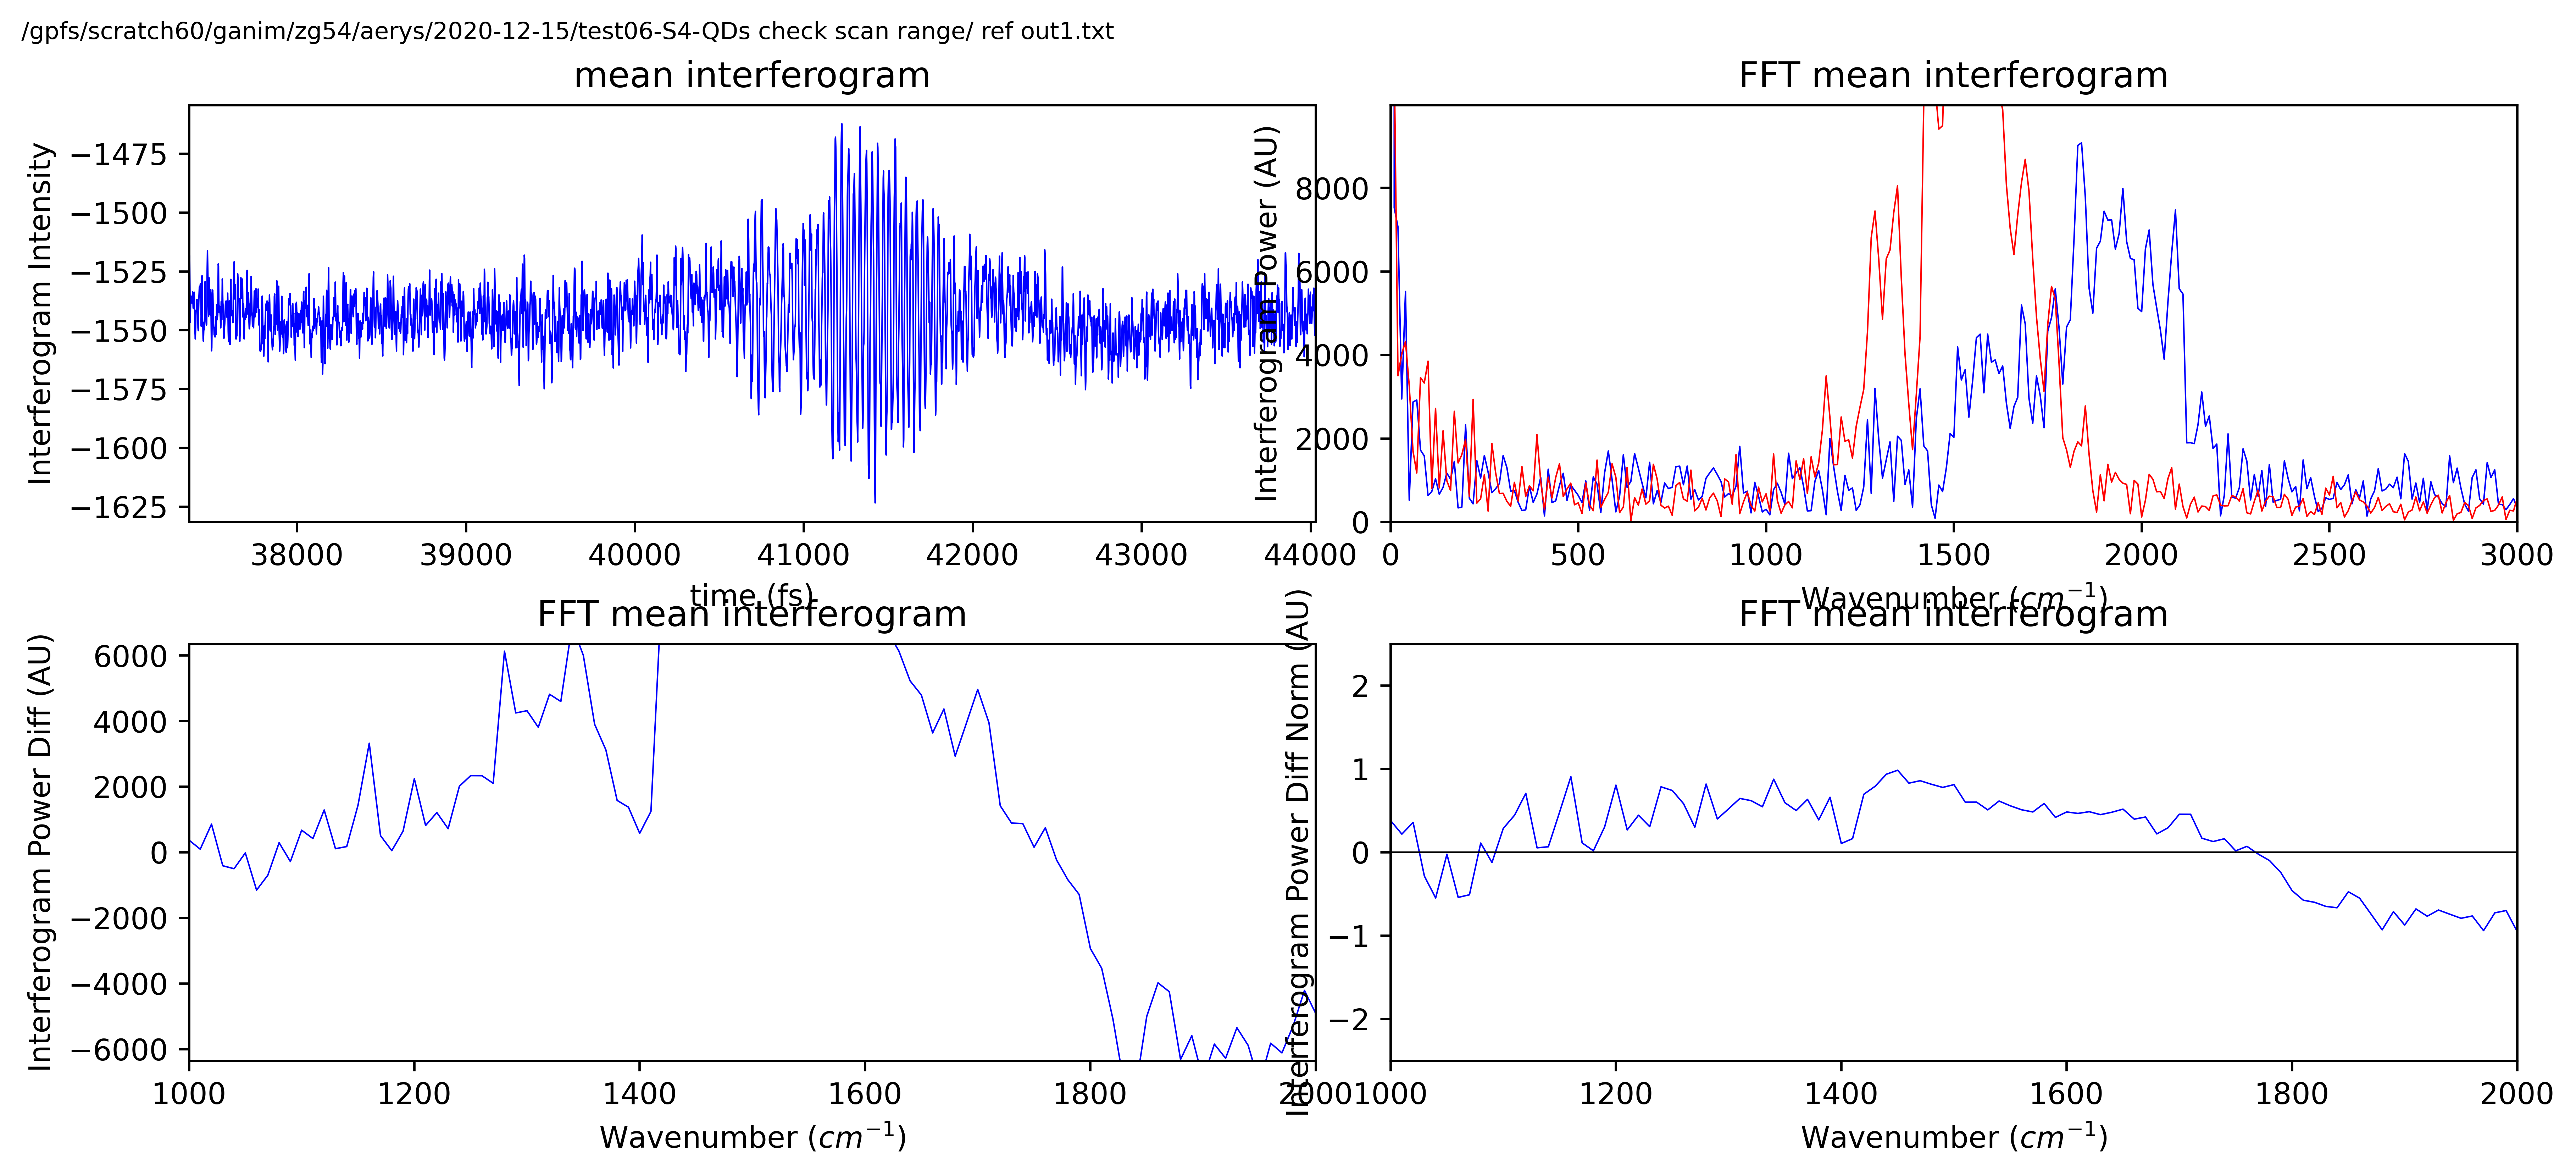 /gpfs/scratch60/ganim/zg54/aerys/2020-12-15/test06-S4-QDs check scan range/ ref out1.txt
mean interferogram
Interferogram Intensity
−1475
−1500
−1525
−1550
−1575
−1600
−1625
38000 39000 40000 41000 42000 43000 44000
time (fs)
FFT mean interferogram
Interferogram Power (AU)
8000
6000
4000
2000
0
0 500 1000 1500 2000 2500 3000
Wavenumber (cm⁻¹)
FFT mean interferogram
Interferogram Power Diff (AU)
6000
4000
2000
0
−2000
−4000
−6000
1000 1200 1400 1600 1800 2000
Wavenumber (cm⁻¹)
FFT mean interferogram
Interferogram Power Diff Norm (AU)
2
1
0
−1
−2
1000 1200 1400 1600 1800 2000
Wavenumber (cm⁻¹)